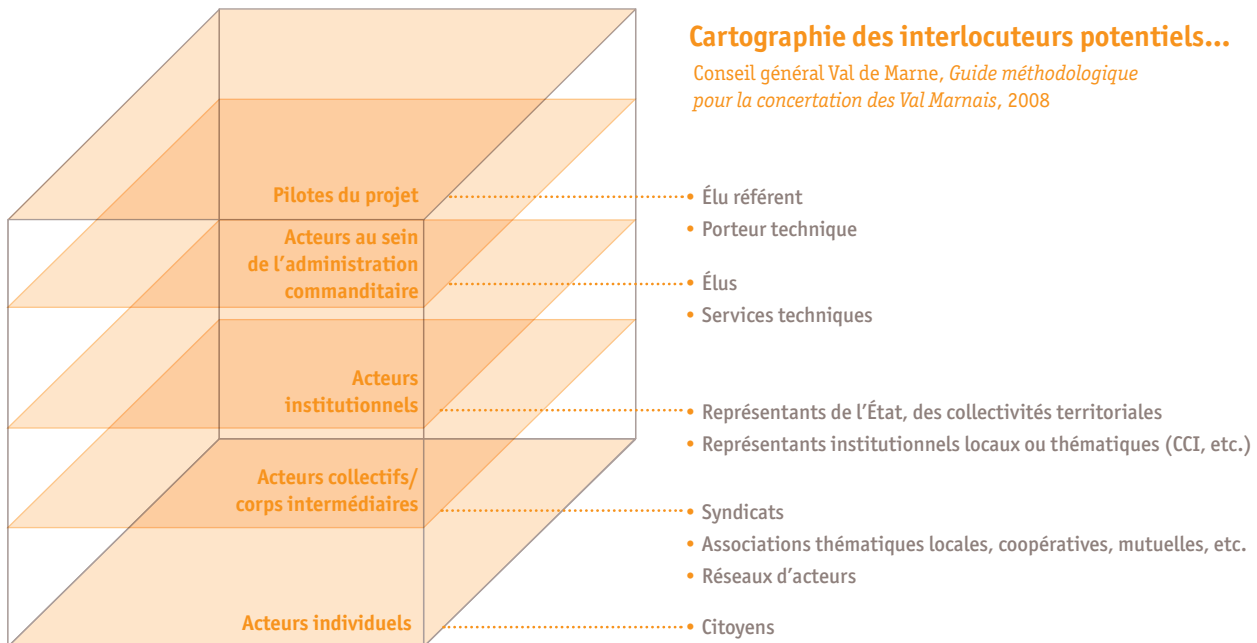 Cartographie des interlocuteurs potentiels...
Conseil général Val de Marne, Guide méthodologique
pour la concertation des Val Marnais, 2008
Pilotes du projet
• Élu référent
• Porteur technique
Acteurs au sein
de l'administration
commanditaire
• Élus
• Services techniques
Acteurs
institutionnels
• Représentants de l'État, des collectivités territoriales
• Représentants institutionnels locaux ou thématiques (CCI, etc.)
Acteurs collectifs/
corps intermédiaires
• Syndicats
• Associations thématiques locales, coopératives, mutuelles, etc.
• Réseaux d'acteurs
Acteurs individuels
• Citoyens